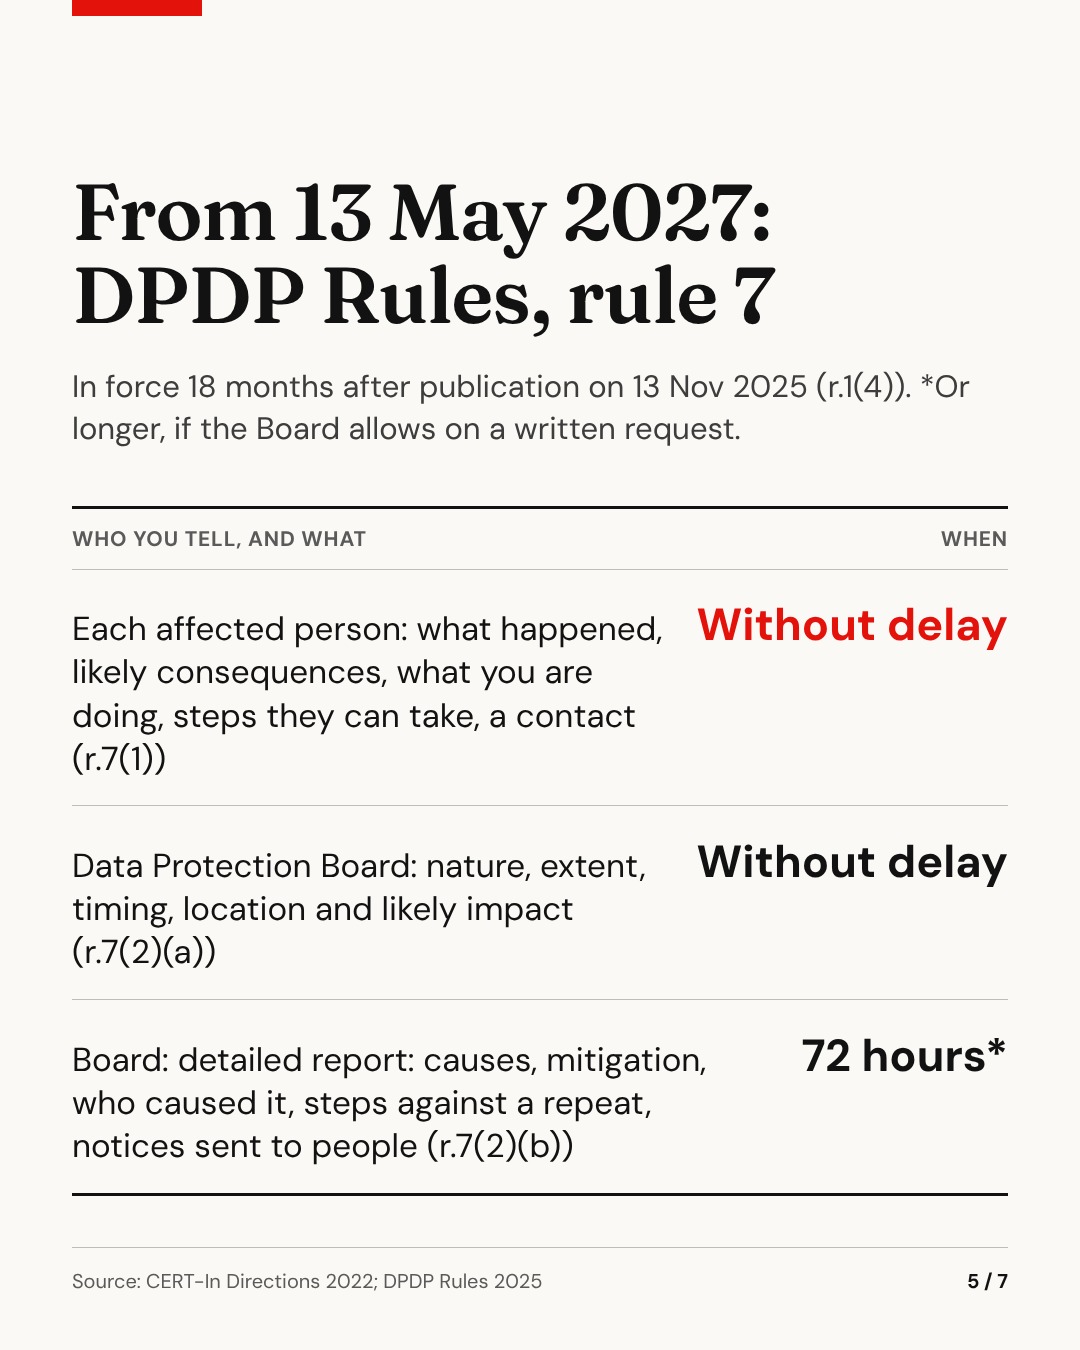 From 13 May 2027:
DPDP Rules, rule 7
In force 18 months after publication on 13 Nov 2025 (r.1(4)). *Or
longer, if the Board allows on a written request.
WHO YOU TELL, AND WHAT WHEN
Each affected person: what happened, Without delay
likely consequences, what you are
doing, steps they can take, a contact
(r.7(1))
Data Protection Board: nature, extent, Without delay
timing, location and likely impact
(r.7(2)(a))
Board: detailed report: causes, mitigation, 72 hours*
who caused it, steps against a repeat,
notices sent to people (r.7(2)(b))
Source: CERT-In Directions 2022; DPDP Rules 2025 5 / 7